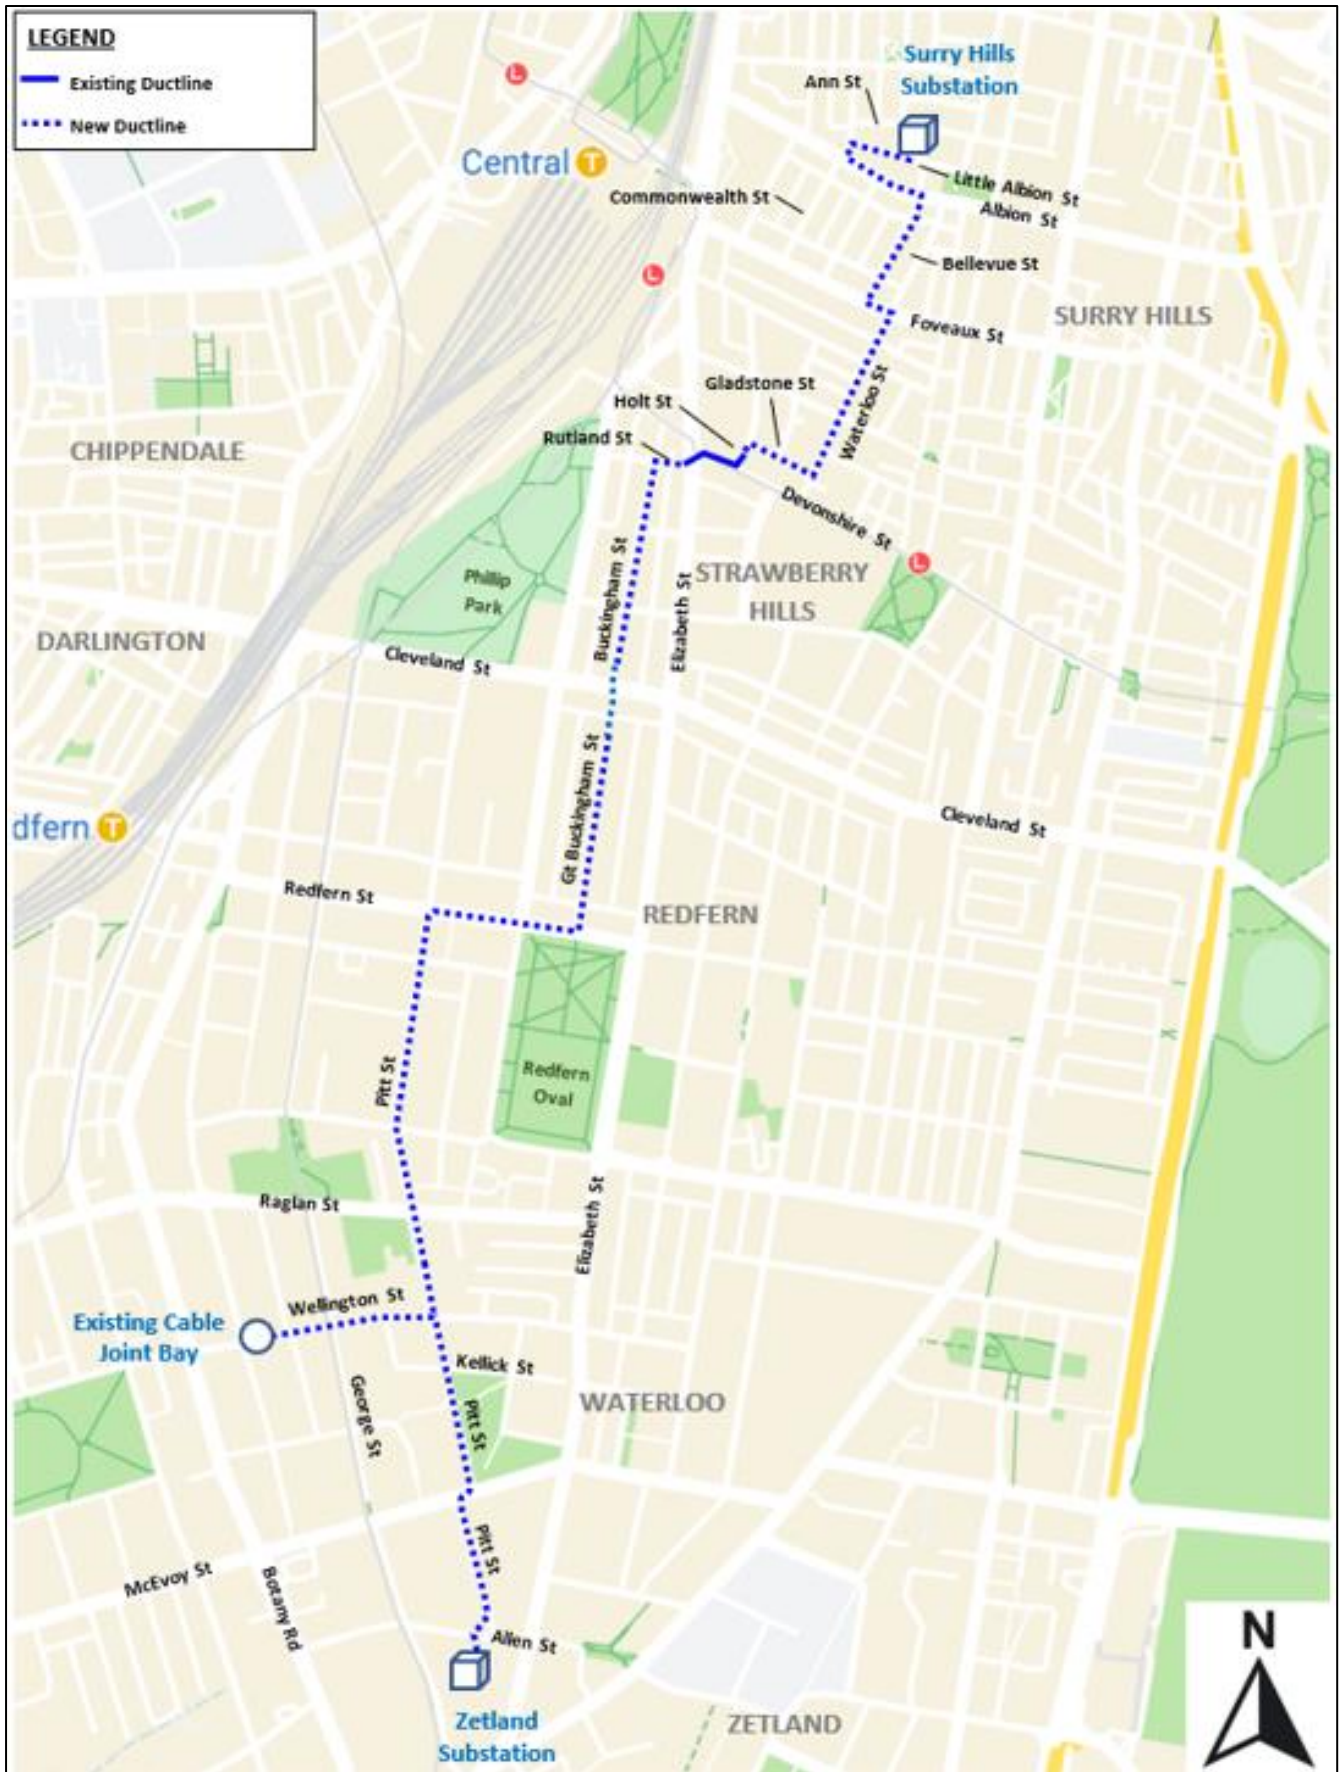 LEGEND
Existing Ductline
New Ductline
Surry Hills
Substation
Ann St
Central T
L
Commonwealth St
Little Albion St
Albion St
L
Bellevue St
SURRY HILLS
Foveaux St
Gladstone St
Holt St
Waterloo St
Rutland St
CHIPPENDALE
Devonshire St
L
Phillip
Park
Buckingham St
Elizabeth St
STRAWBERRY
HILLS
DARLINGTON
Cleveland St
Gt Buckingham St
dfern T
Cleveland St
Redfern St
REDFERN
Pitt St
Redfern
Oval
Raglan St
Elizabeth St
Wellington St
Existing Cable
Joint Bay
Kellick St
George St
Pitt St
WATERLOO
Pitt St
McEvoy St
Botany Rd
Allen St
N
Zetland
Substation
ZETLAND